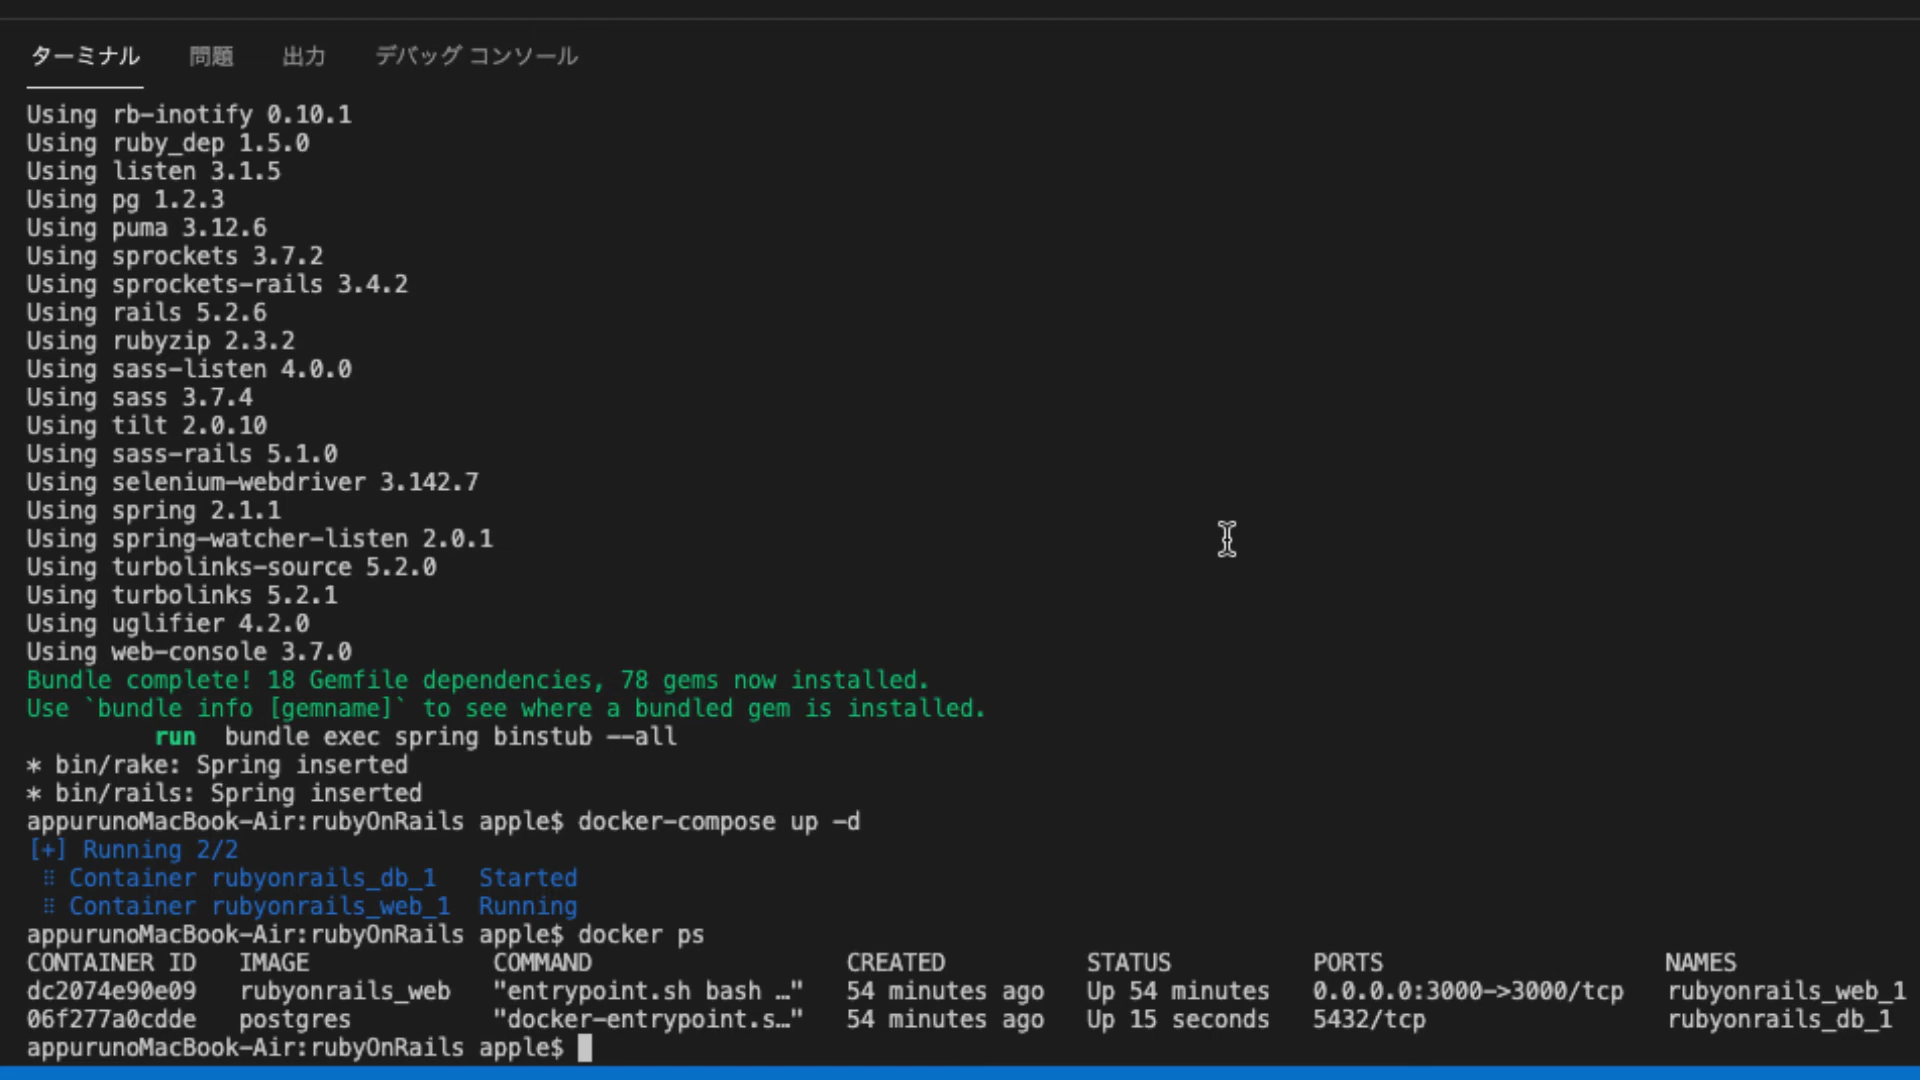 ターミナル 問題 出力 デバッグ コンソール
Using rb-inotify 0.10.1
Using ruby_dep 1.5.0
Using listen 3.1.5
Using pg 1.2.3
Using puma 3.12.6
Using sprockets 3.7.2
Using sprockets-rails 3.4.2
Using rails 5.2.6
Using rubyzip 2.3.2
Using sass-listen 4.0.0
Using sass 3.7.4
Using tilt 2.0.10
Using sass-rails 5.1.0
Using selenium-webdriver 3.142.7
Using spring 2.1.1
Using spring-watcher-listen 2.0.1
Using turbolinks-source 5.2.0
Using turbolinks 5.2.1
Using uglifier 4.2.0
Using web-console 3.7.0
Bundle complete! 18 Gemfile dependencies, 78 gems now installed.
Use `bundle info [gemname]` to see where a bundled gem is installed.
run bundle exec spring binstub --all
* bin/rake: Spring inserted
* bin/rails: Spring inserted
appurunoMacBook-Air:rubyOnRails apple$ docker-compose up -d
[+] Running 2/2
⠿ Container rubyonrails_db_1 Started
⠿ Container rubyonrails_web_1 Running
appurunoMacBook-Air:rubyOnRails apple$ docker ps
CONTAINER ID IMAGE COMMAND CREATED STATUS PORTS NAMES
dc2074e90e09 rubyonrails_web "entrypoint.sh bash …" 54 minutes ago Up 54 minutes 0.0.0.0:3000->3000/tcp rubyonrails_web_1
06f277a0cdde postgres "docker-entrypoint.s…" 54 minutes ago Up 15 seconds 5432/tcp rubyonrails_db_1
appurunoMacBook-Air:rubyOnRails apple$